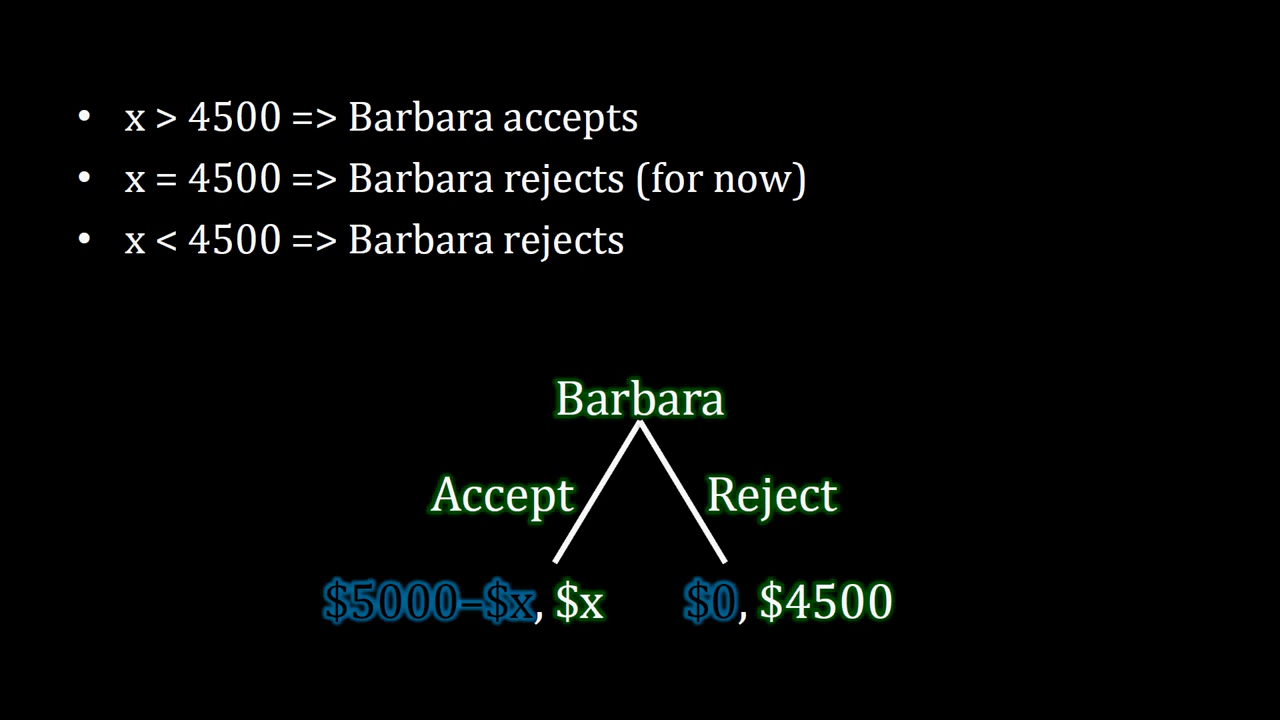 • x > 4500 => Barbara accepts
• x = 4500 => Barbara rejects (for now)
• x < 4500 => Barbara rejects
Barbara
Accept Reject
$5000–$x, $x $0, $4500